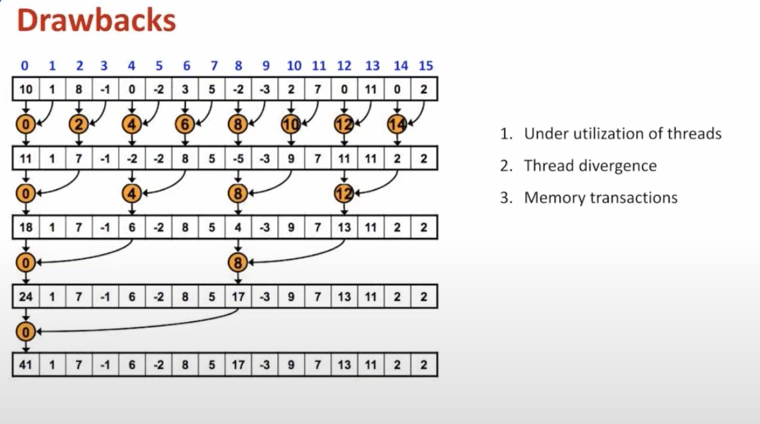 Drawbacks
0 1 2 3 4 5 6 7 8 9 10 11 12 13 14 15
10 1 8 -1 0 -2 3 5 -2 -3 2 7 0 11 0 2
0 2 4 6 8 10 12 14
11 1 7 -1 -2 -2 8 5 -5 -3 9 7 11 11 2 2
0 4 8 12
18 1 7 -1 6 -2 8 5 4 -3 9 7 13 11 2 2
0 8
24 1 7 -1 6 -2 8 5 17 -3 9 7 13 11 2 2
0
41 1 7 -1 6 -2 8 5 17 -3 9 7 13 11 2 2
1. Under utilization of threads
2. Thread divergence
3. Memory transactions